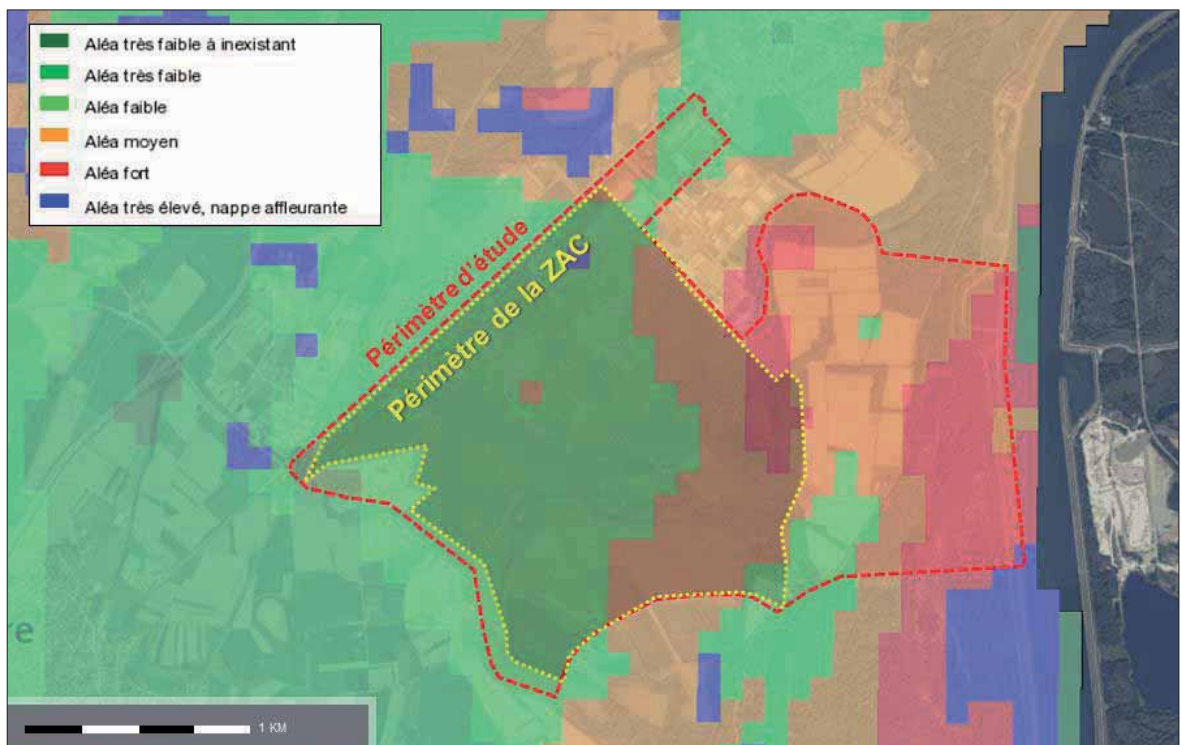 Aléa très faible à inexistant
Aléa très faible
Aléa faible
Aléa moyen
Aléa fort
Aléa très élevé, nappe affleurante
Périmètre d'étude
Périmètre de la ZAC
re
1 KM